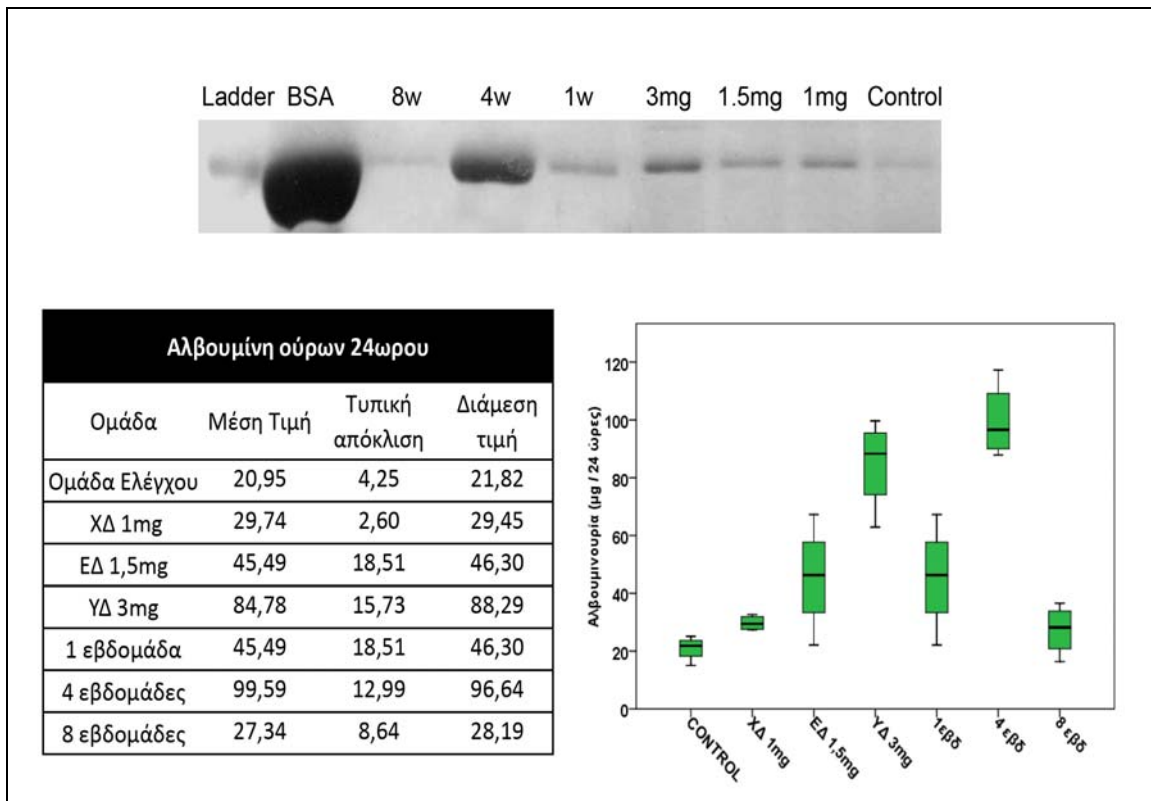 Ladder BSA 8w 4w 1w 3mg 1.5mg 1mg Control
Αλβουμίνη ούρων 24ωρου
Ομάδα Μέση Τιμή Τυπική απόκλιση Διάμεση τιμή
Ομάδα Ελέγχου 20,95 4,25 21,82
ΧΔ 1mg 29,74 2,60 29,45
ΕΔ 1,5mg 45,49 18,51 46,30
ΥΔ 3mg 84,78 15,73 88,29
1 εβδομάδα 45,49 18,51 46,30
4 εβδομάδες 99,59 12,99 96,64
8 εβδομάδες 27,34 8,64 28,19
Αλβουμινουρία (μg / 24 ώρες)
120
100
80
60
40
20
0
CONTROL
ΧΔ 1mg
ΕΔ 1,5mg
ΥΔ 3mg
1εβδ
4 εβδ
8 εβδ